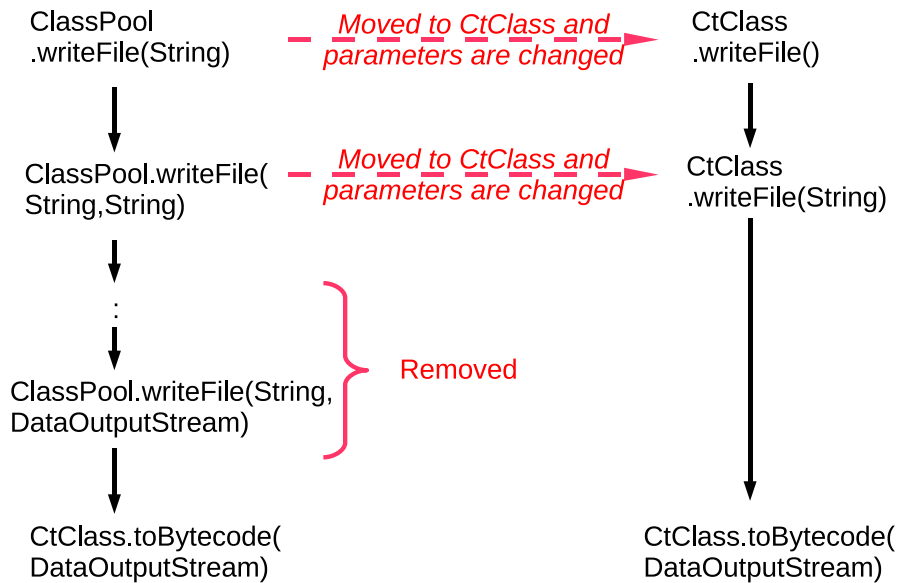 ClassPool
.writeFile(String)
Moved to CtClass and
parameters are changed
CtClass
.writeFile()
ClassPool.writeFile(
String,String)
Moved to CtClass and
parameters are changed
CtClass
.writeFile(String)
:
Removed
ClassPool.writeFile(String,
DataOutputStream)
CtClass.toBytecode(
DataOutputStream)
CtClass.toBytecode(
DataOutputStream)